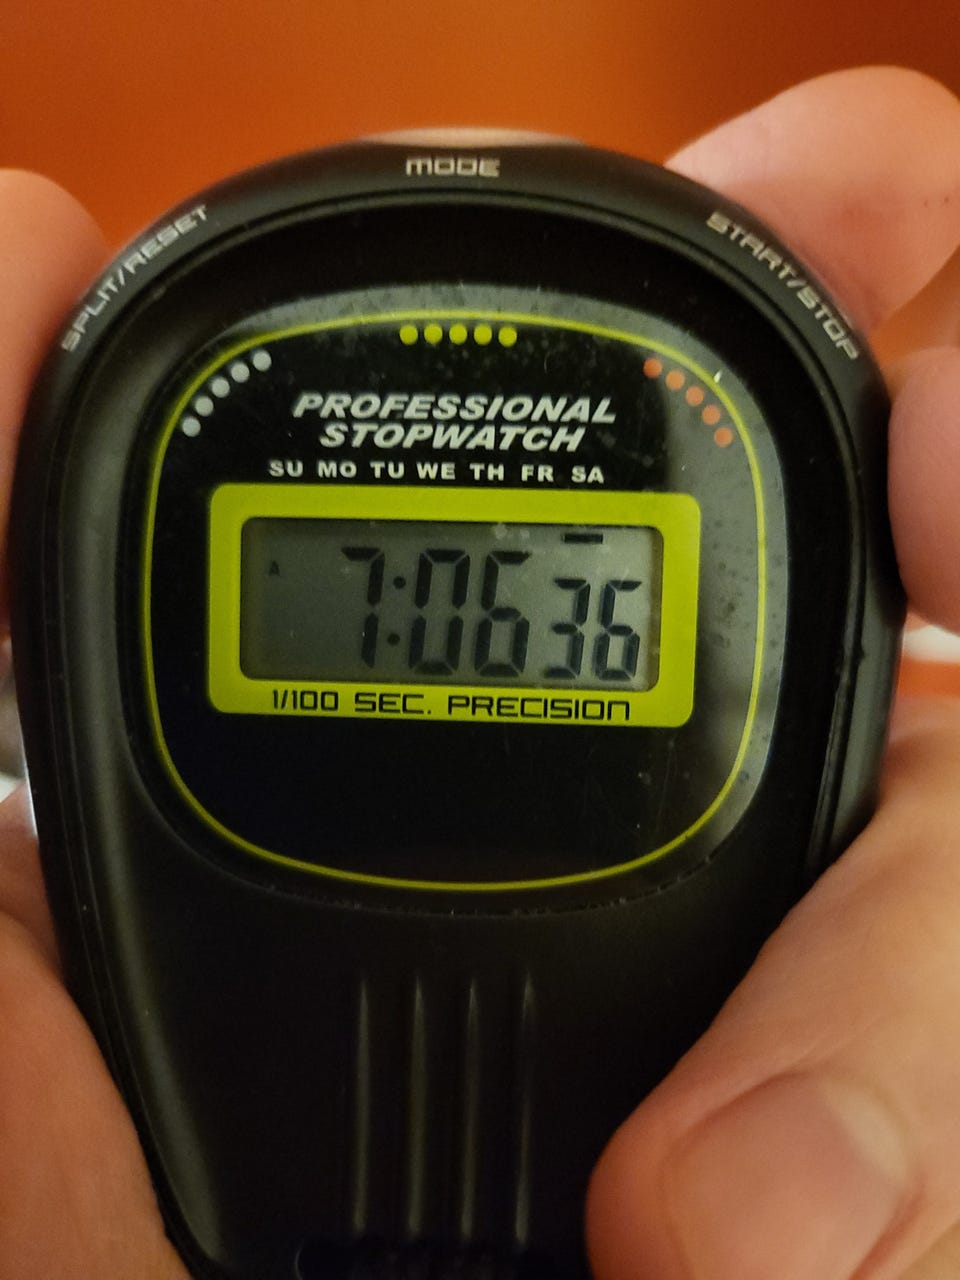 MODE
SPLIT/RESET
START/STOP
PROFESSIONAL
STOPWATCH
SU MO TU WE TH FR SA
A
7:06 36
1/100 SEC. PRECISION